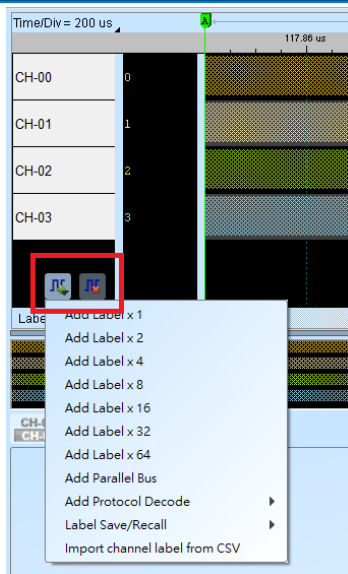 Time/Div = 200 us
A
117.86 us
CH-00 0
CH-01 1
CH-02 2
CH-03 3
Add Label x 1
Add Label x 2
Add Label x 4
Add Label x 8
Add Label x 16
Add Label x 32
Add Label x 64
Add Parallel Bus
Add Protocol Decode
Label Save/Recall
Import channel label from CSV